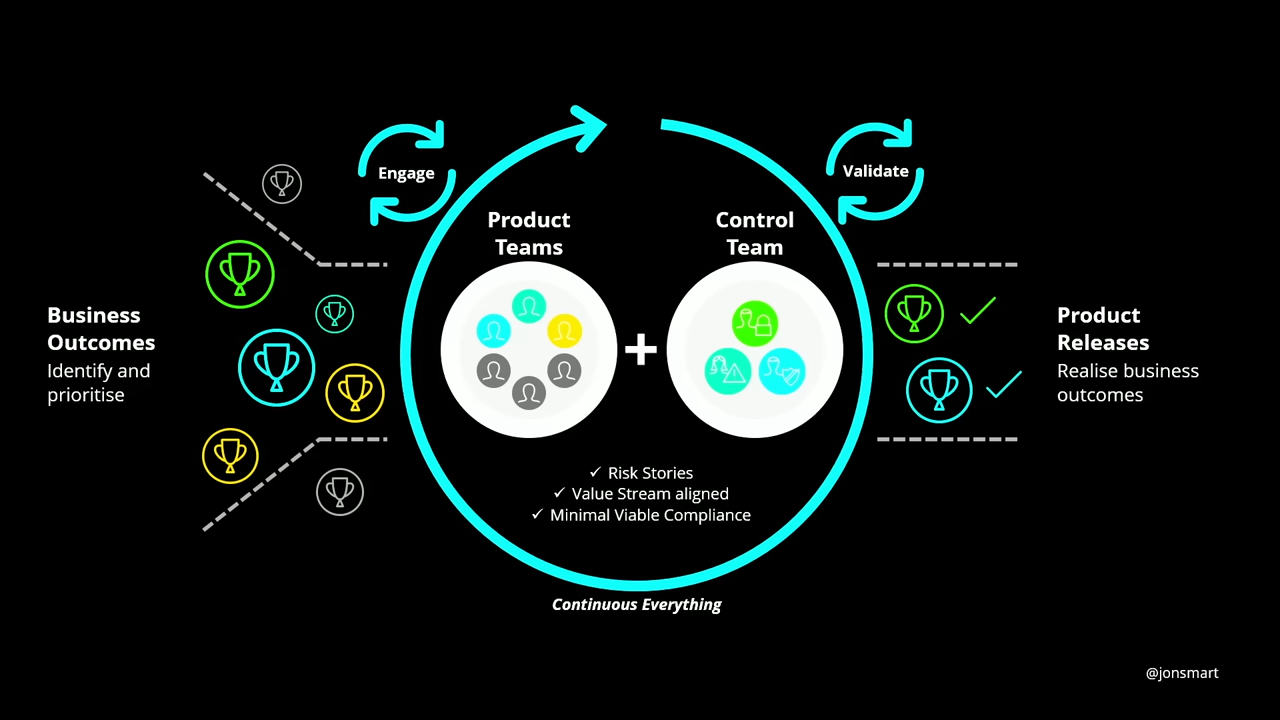 Engage
Validate
Product
Teams
Control
Team
Business
Outcomes
Identify and
prioritise
Product
Releases
Realise business
outcomes
✓ Risk Stories
✓ Value Stream aligned
✓ Minimal Viable Compliance
Continuous Everything
@jonsmart